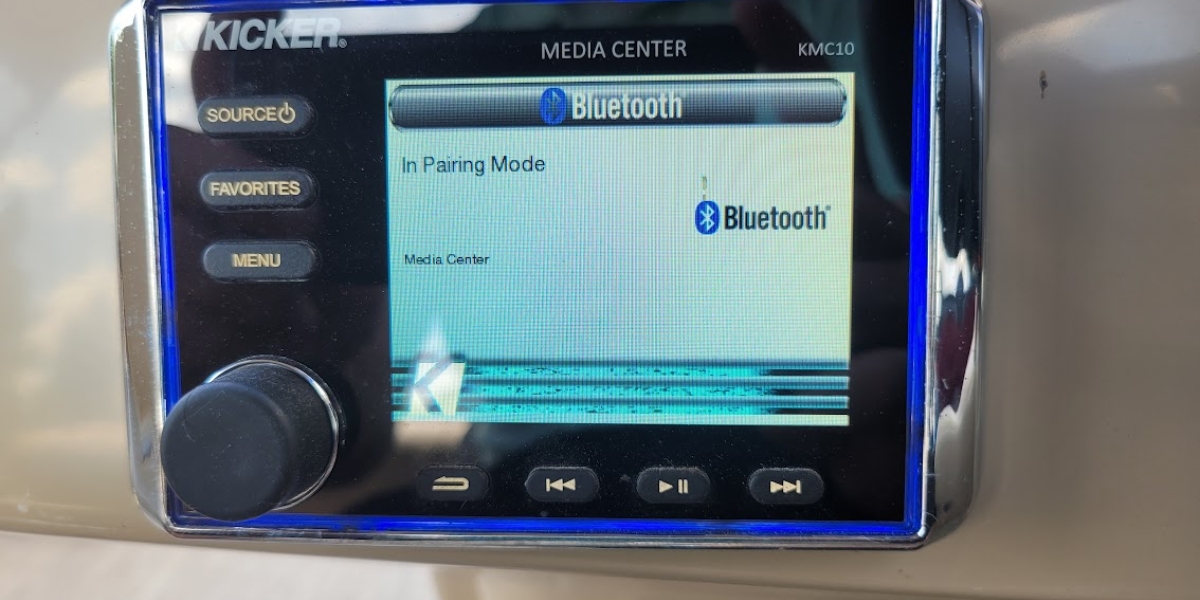 KICKER®
MEDIA CENTER
KMC10
SOURCE
FAVORITES
MENU
Bluetooth
In Pairing Mode
Bluetooth®
Media Center
K